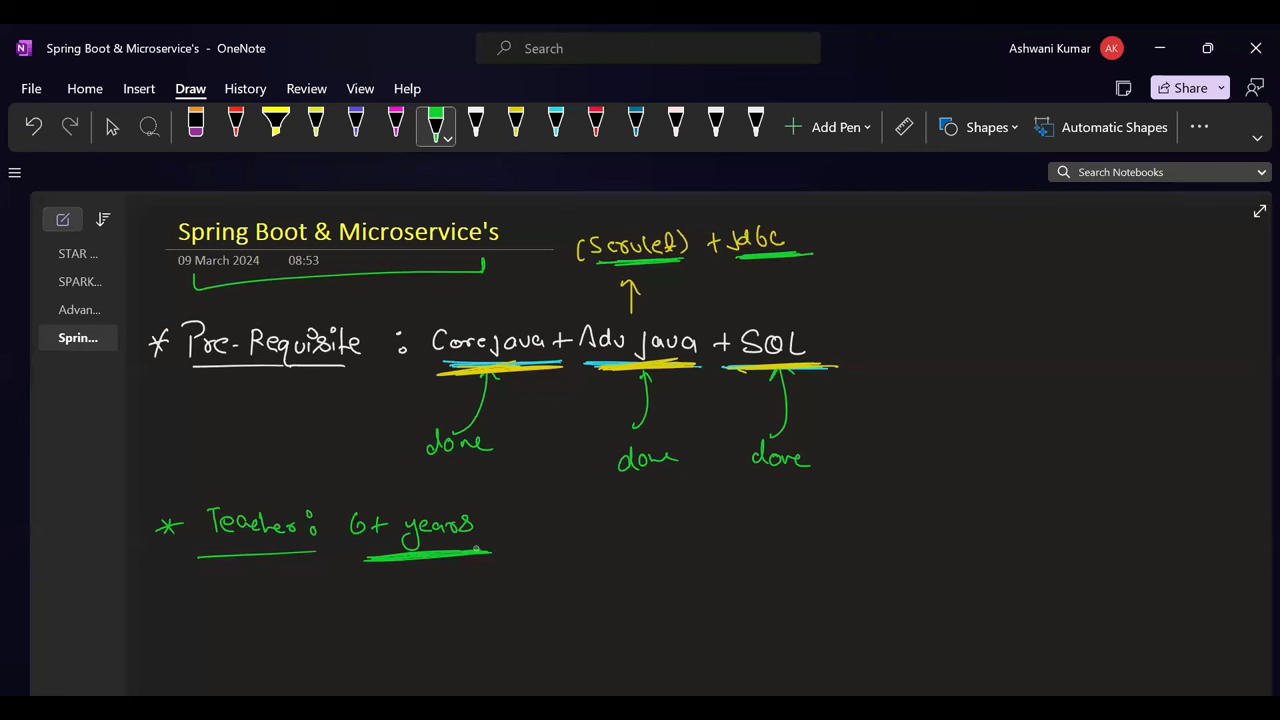 Spring Boot & Microservice's - OneNote
Search
Ashwani Kumar AK
File Home Insert Draw History Review View Help
Share
Add Pen Shapes Automatic Shapes
Search Notebooks
STAR ...
SPARK...
Advan...
Sprin...
Spring Boot & Microservice's
09 March 2024 08:53
(Servlet) + Jdbc
* Pre-Requisite : Core java + Adv java + SQL
done done done
* Teacher : 6+ years